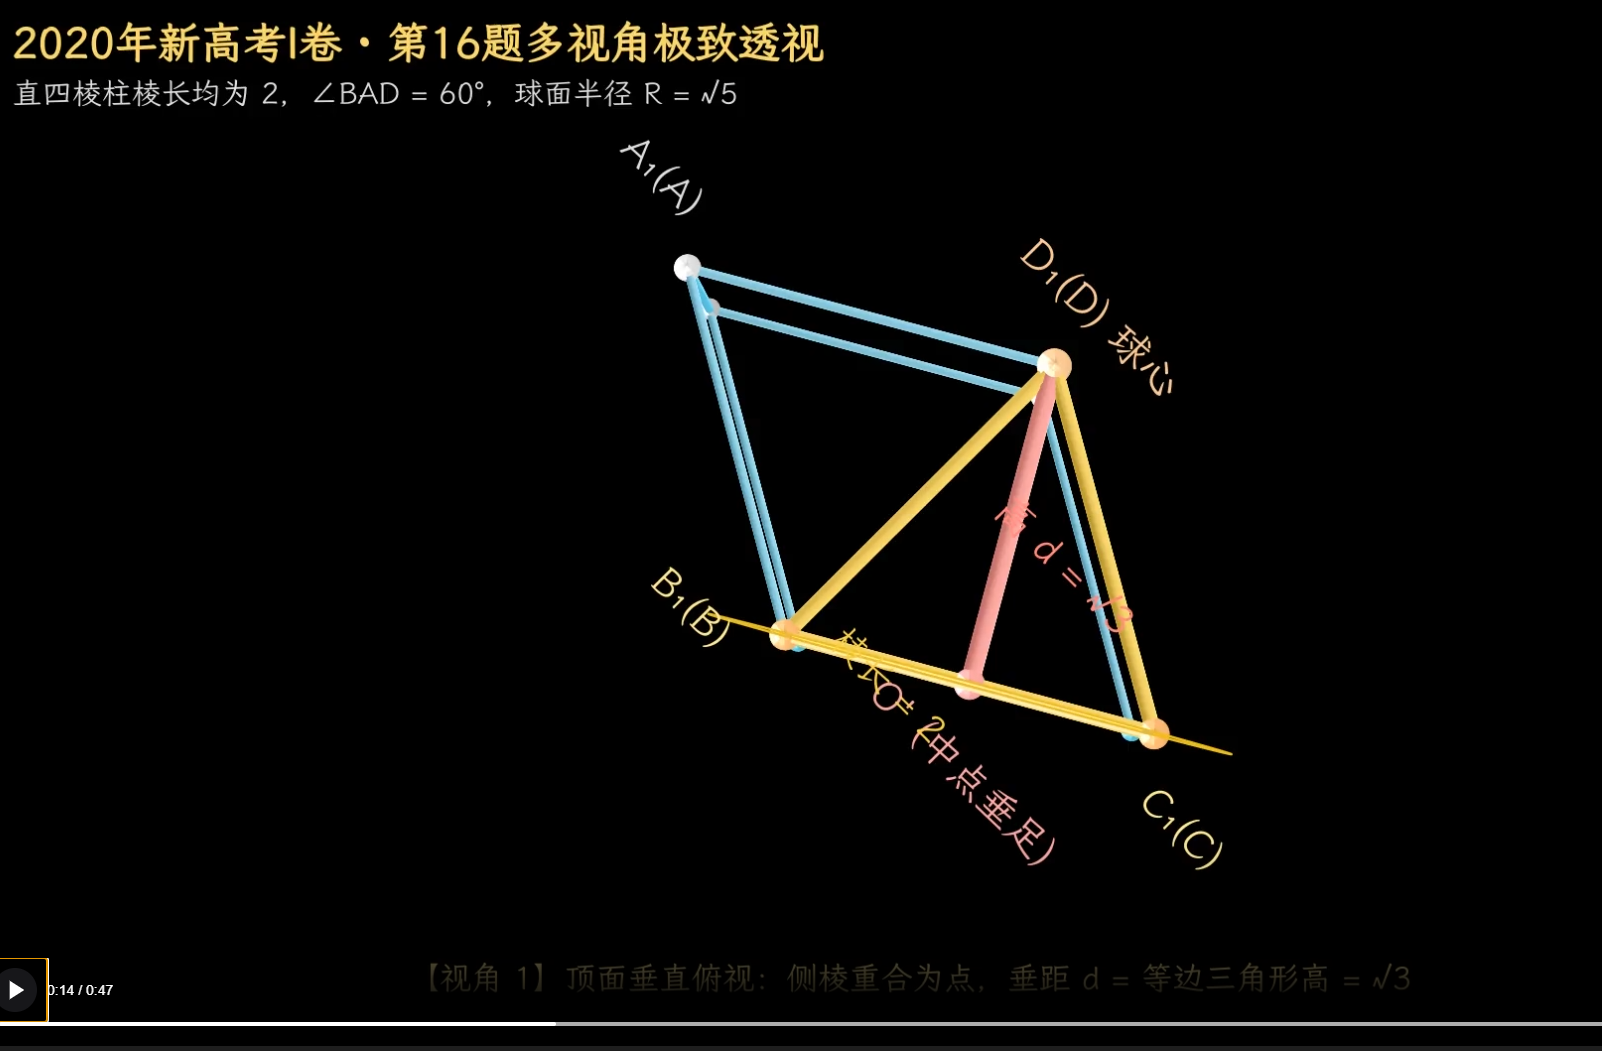 2020年新高考I卷·第16题多视角极致透视
直四棱柱棱长均为 2，∠BAD = 60°，球面半径 R = √5
A₁(A)
D₁(D) 球心
高 d = √3
B₁(B)
棱长 = 2
O (中点垂足)
C₁(C)
【视角 1】顶面垂直俯视：侧棱重合为点，垂距 d = 等边三角形高 = √3
0:14 / 0:47